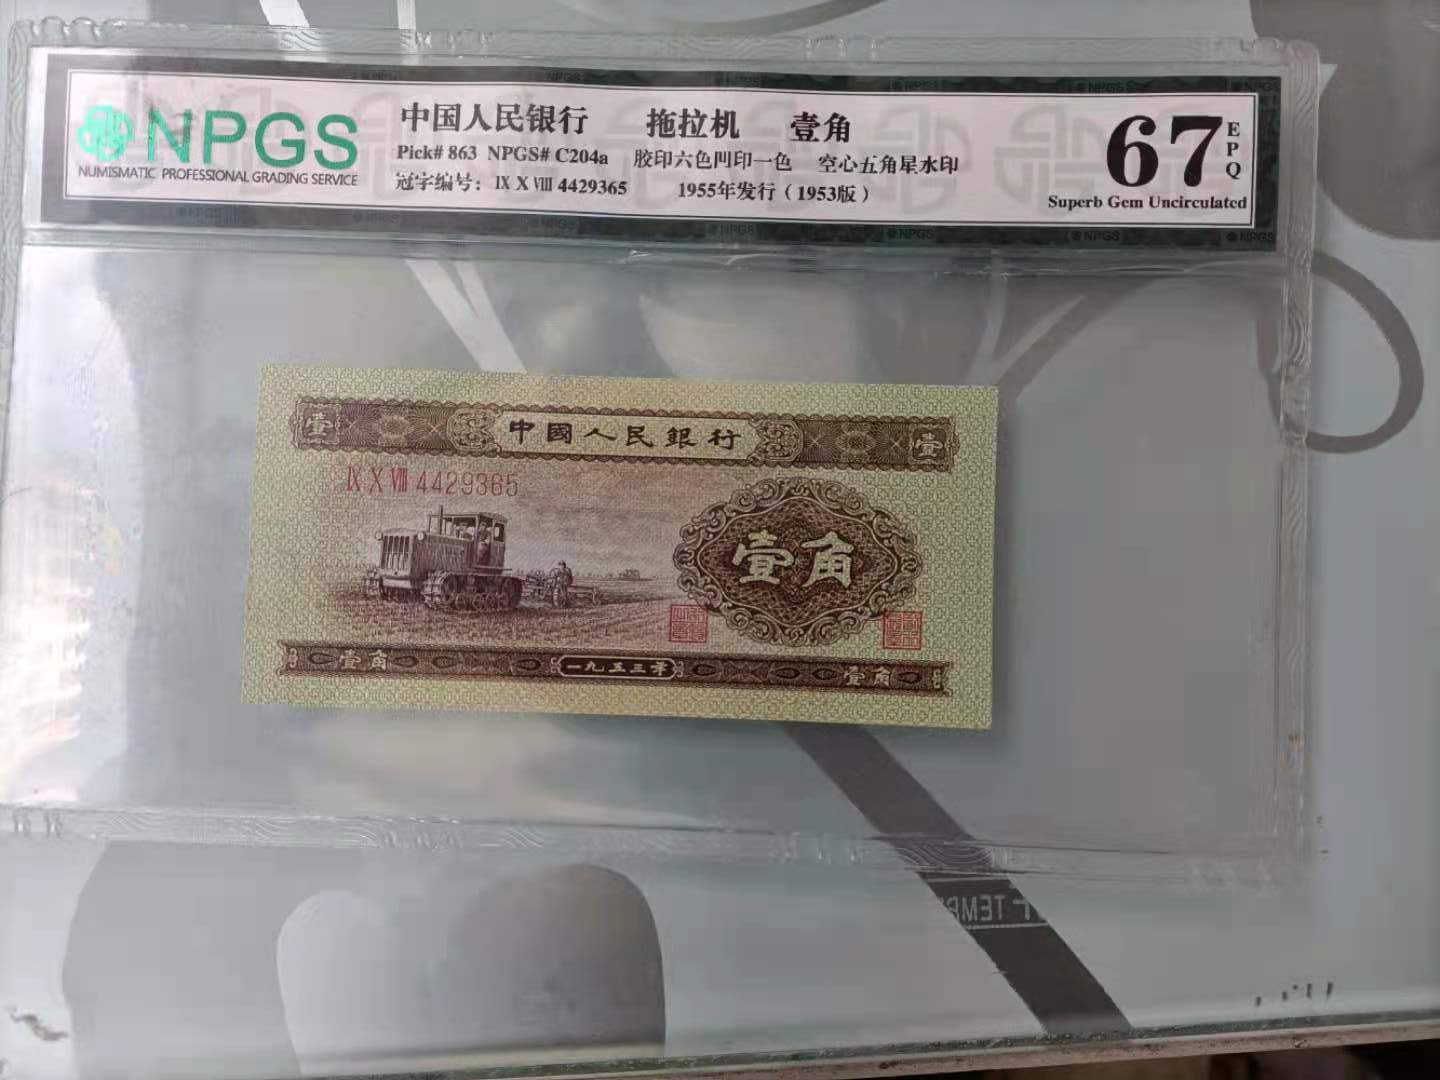 NPGS
NUMISMATIC PROFESSIONAL GRADING SERVICE
中国人民银行 拖拉机 壹角
Pick# 863 NPGS# C204a 胶印六色凹印一色 空心五角星水印
冠字编号: Ⅸ Ⅹ Ⅷ 4429365 1955年发行(1953版)
67 EPQ
Superb Gem Uncirculated
壹 中國人民銀行 壹
Ⅸ Ⅹ Ⅷ 4429365
壹角
壹角 一九五三年 壹角